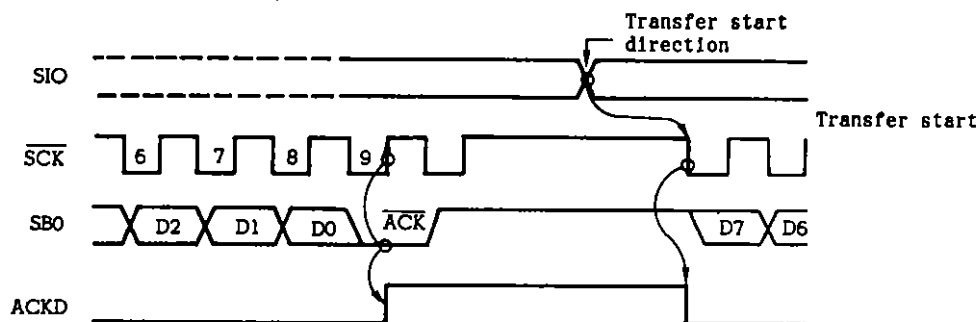 Transfer start
direction
SIO
Transfer start
SCK 6 7 8 9
SB0 D2 D1 D0 ACK D7 D6
ACKD